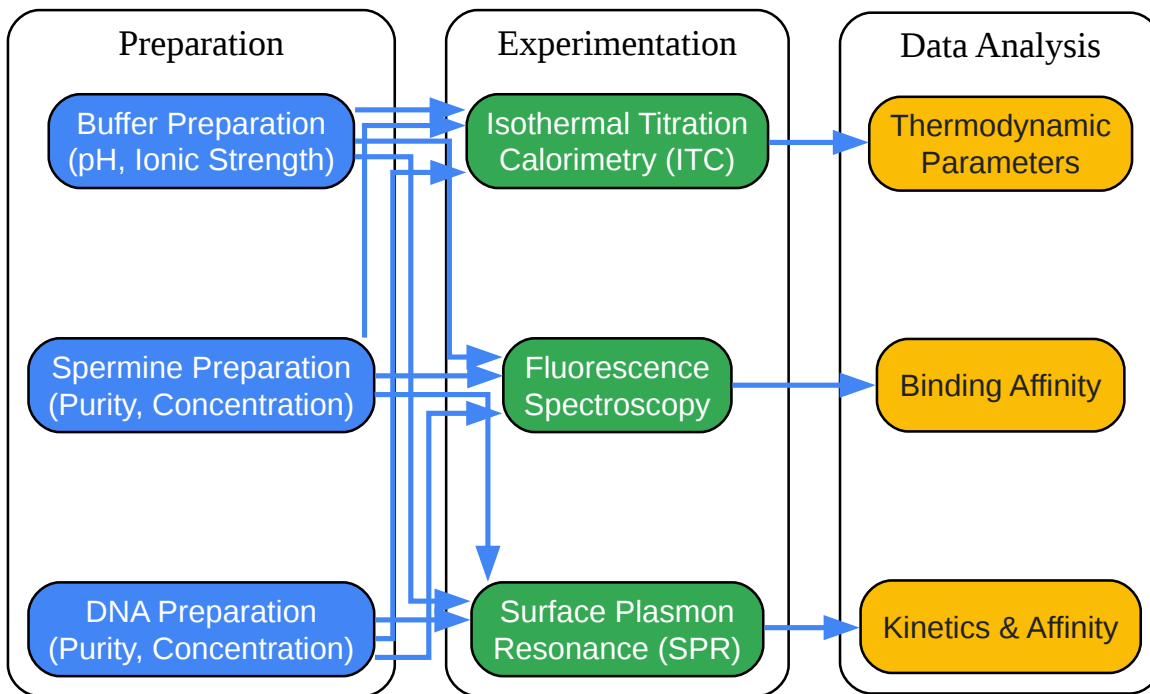 Preparation
Buffer Preparation
(pH, Ionic Strength)
Spermine Preparation
(Purity, Concentration)
DNA Preparation
(Purity, Concentration)
Experimentation
Isothermal Titration
Calorimetry (ITC)
Fluorescence
Spectroscopy
Surface Plasmon
Resonance (SPR)
Data Analysis
Thermodynamic
Parameters
Binding Affinity
Kinetics & Affinity